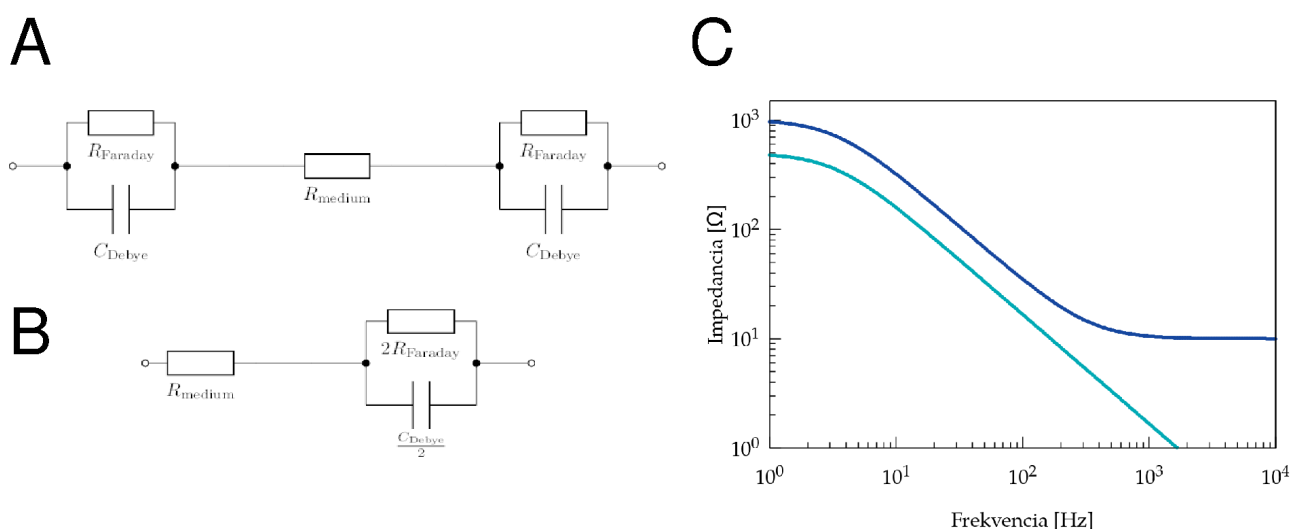 A
R_Faraday
C_Debye
R_medium
R_Faraday
C_Debye
B
R_medium
2R_Faraday
C_Debye
2
C
Impedancia [Ω]
10^3
10^2
10^1
10^0
10^0 10^1 10^2 10^3 10^4
Frekvencia [Hz]